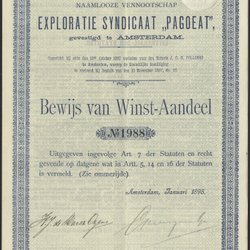 NAAMLOOZE VENNOOTSCHAP
EXPLORATIE SYNDICAAT „PAGOEAT",
gevestigd te AMSTERDAM.
Bewijs van Winst-Aandeel
№ 1988
Uitgegeven ingevolge Art. 7 der Statuten en recht
gevende op datgene wat in Artt. 5, 14 en 16 der Statuten
is vermeld. (Zie ommezijde).
Amsterdam, Januari 1898.